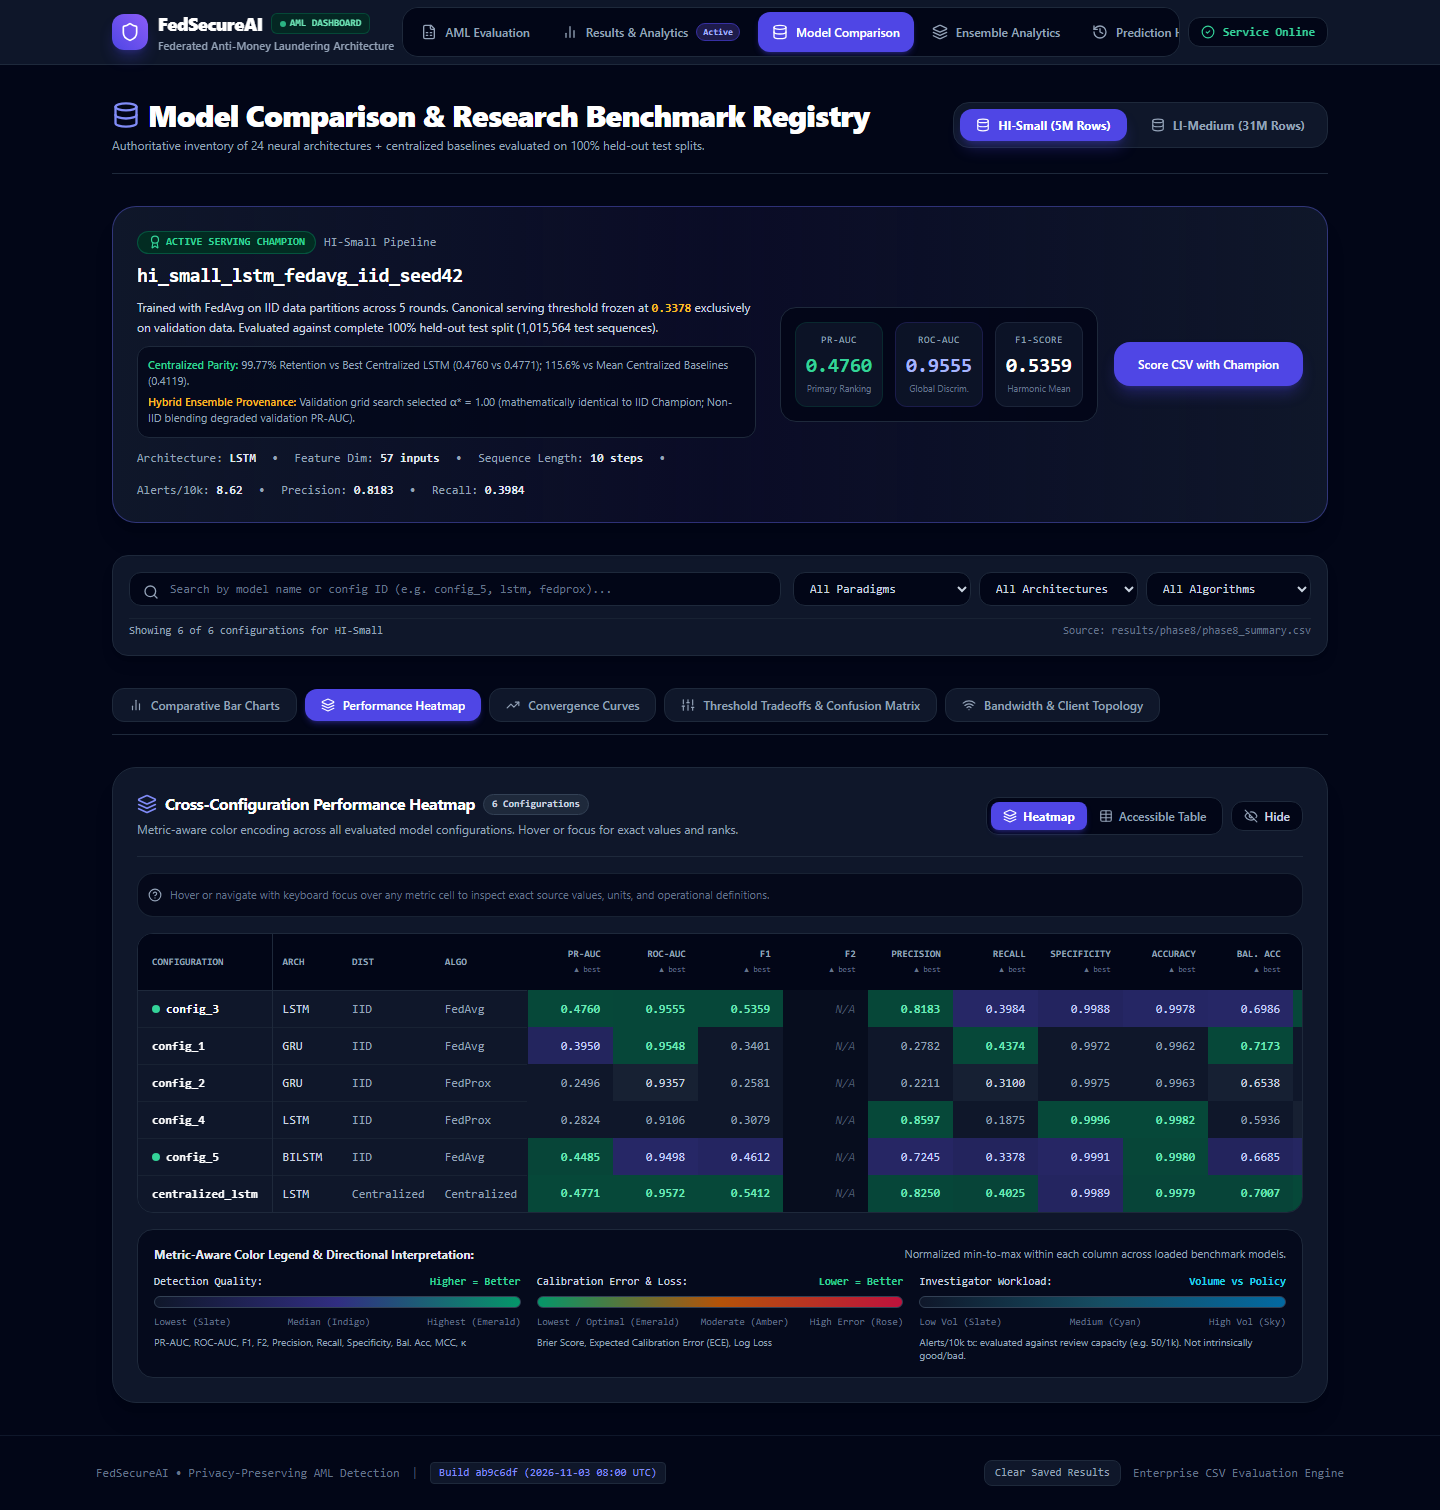 FedSecureAI
AML DASHBOARD
Federated Anti-Money Laundering Architecture
AML Evaluation
Results & Analytics
Active
Model Comparison
Ensemble Analytics
Prediction H
Service Online
Model Comparison & Research Benchmark Registry
Authoritative inventory of 24 neural architectures + centralized baselines evaluated on 100% held-out test splits.
HI-Small (5M Rows)
LI-Medium (31M Rows)
ACTIVE SERVING CHAMPION
HI-Small Pipeline
hi_small_lstm_fedavg_iid_seed42
Trained with FedAvg on IID data partitions across 5 rounds. Canonical serving threshold frozen at 0.3378 exclusively
on validation data. Evaluated against complete 100% held-out test split (1,015,564 test sequences).
Centralized Parity: 99.77% Retention vs Best Centralized LSTM (0.4760 vs 0.4771); 115.6% vs Mean Centralized Baselines
(0.4119).
Hybrid Ensemble Provenance: Validation grid search selected α* = 1.00 (mathematically identical to IID Champion; Non-
IID blending degraded validation PR-AUC).
Architecture: LSTM • Feature Dim: 57 inputs • Sequence Length: 10 steps •
Alerts/10k: 8.62 • Precision: 0.8183 • Recall: 0.3984
PR-AUC
0.4760
Primary Ranking
ROC-AUC
0.9555
Global Discrim.
F1-SCORE
0.5359
Harmonic Mean
Score CSV with Champion
Search by model name or config ID (e.g. config_5, lstm, fedprox)...
All Paradigms
All Architectures
All Algorithms
Showing 6 of 6 configurations for HI-Small
Source: results/phase8/phase8_summary.csv
Comparative Bar Charts
Performance Heatmap
Convergence Curves
Threshold Tradeoffs & Confusion Matrix
Bandwidth & Client Topology
Cross-Configuration Performance Heatmap
6 Configurations
Metric-aware color encoding across all evaluated model configurations. Hover or focus for exact values and ranks.
Heatmap
Accessible Table
Hide
Hover or navigate with keyboard focus over any metric cell to inspect exact source values, units, and operational definitions.
CONFIGURATION ARCH DIST ALGO PR-AUC ROC-AUC F1 F2 PRECISION RECALL SPECIFICITY ACCURACY BAL. ACC
▲ best ▲ best ▲ best ▲ best ▲ best ▲ best ▲ best ▲ best ▲ best
config_3 LSTM IID FedAvg 0.4760 0.9555 0.5359 N/A 0.8183 0.3984 0.9988 0.9978 0.6986
config_1 GRU IID FedAvg 0.3950 0.9548 0.3401 N/A 0.2782 0.4374 0.9972 0.9962 0.7173
config_2 GRU IID FedProx 0.2496 0.9357 0.2581 N/A 0.2211 0.3100 0.9975 0.9963 0.6538
config_4 LSTM IID FedProx 0.2824 0.9106 0.3079 N/A 0.8597 0.1875 0.9996 0.9982 0.5936
config_5 BILSTM IID FedAvg 0.4485 0.9498 0.4612 N/A 0.7245 0.3378 0.9991 0.9980 0.6685
centralized_lstm LSTM Centralized Centralized 0.4771 0.9572 0.5412 N/A 0.8250 0.4025 0.9989 0.9979 0.7007
Metric-Aware Color Legend & Directional Interpretation:
Normalized min-to-max within each column across loaded benchmark models.
Detection Quality: Higher = Better
Lowest (Slate) Median (Indigo) Highest (Emerald)
PR-AUC, ROC-AUC, F1, F2, Precision, Recall, Specificity, Bal. Acc, MCC, κ
Calibration Error & Loss: Lower = Better
Lowest / Optimal (Emerald) Moderate (Amber) High Error (Rose)
Brier Score, Expected Calibration Error (ECE), Log Loss
Investigator Workload: Volume vs Policy
Low Vol (Slate) Medium (Cyan) High Vol (Sky)
Alerts/10k tx: evaluated against review capacity (e.g. 50/1k). Not intrinsically
good/bad.
FedSecureAI • Privacy-Preserving AML Detection | Build ab9c6df (2026-11-03 08:00 UTC)
Clear Saved Results
Enterprise CSV Evaluation Engine